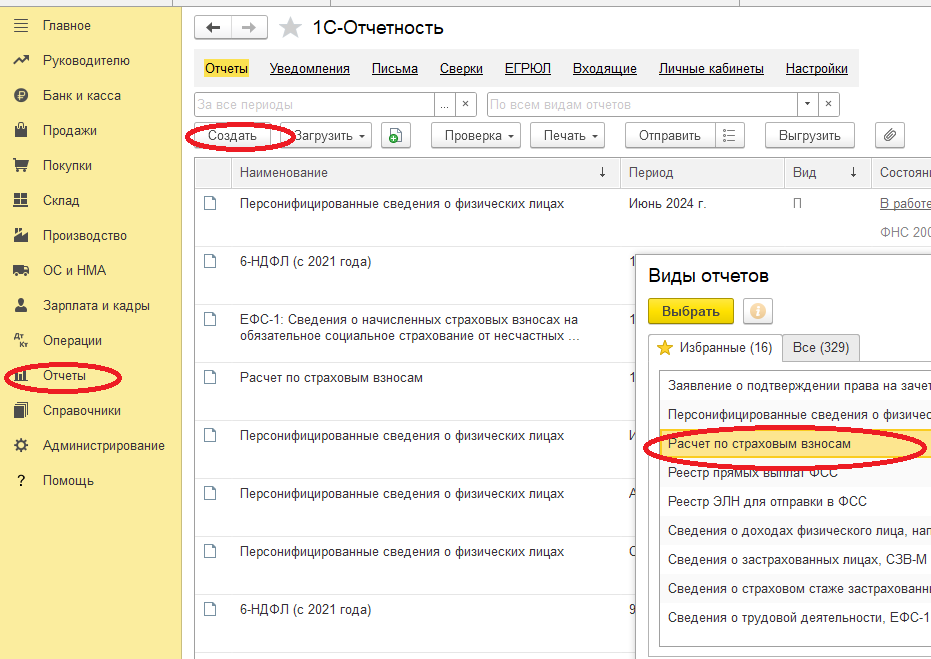 Главное
Руководителю
Банк и касса
Продажи
Покупки
Склад
Производство
ОС и НМА
Зарплата и кадры
Дт Кт Операции
Отчеты
Справочники
Администрирование
? Помощь
1С-Отчетность
Отчеты Уведомления Письма Сверки ЕГРЮЛ Входящие Личные кабинеты Настройки
За все периоды ... × По всем видам отчетов ×
Создать Загрузить Проверка Печать Отправить Выгрузить
Наименование ↓ Период Вид ↓ Состоян
Персонифицированные сведения о физических лицах Июнь 2024 г. П В работе
ФНС 200
6-НДФЛ (с 2021 года) 1
ЕФС-1: Сведения о начисленных страховых взносах на 1
обязательное социальное страхование от несчастных ...
Расчет по страховым взносам 1
Персонифицированные сведения о физических лицах И
Персонифицированные сведения о физических лицах А
Персонифицированные сведения о физических лицах
6-НДФЛ (с 2021 года) 9
Виды отчетов
Выбрать i
Избранные (16) Все (329)
Заявление о подтверждении права на зачет
Персонифицированные сведения о физичес
Расчет по страховым взносам
Реестр прямых выплат ФСС
Реестр ЭЛН для отправки в ФСС
Сведения о доходах физического лица, нал
Сведения о застрахованных лицах, СЗВ-М
Сведения о страховом стаже застрахованн
Сведения о трудовой деятельности, ЕФС-1